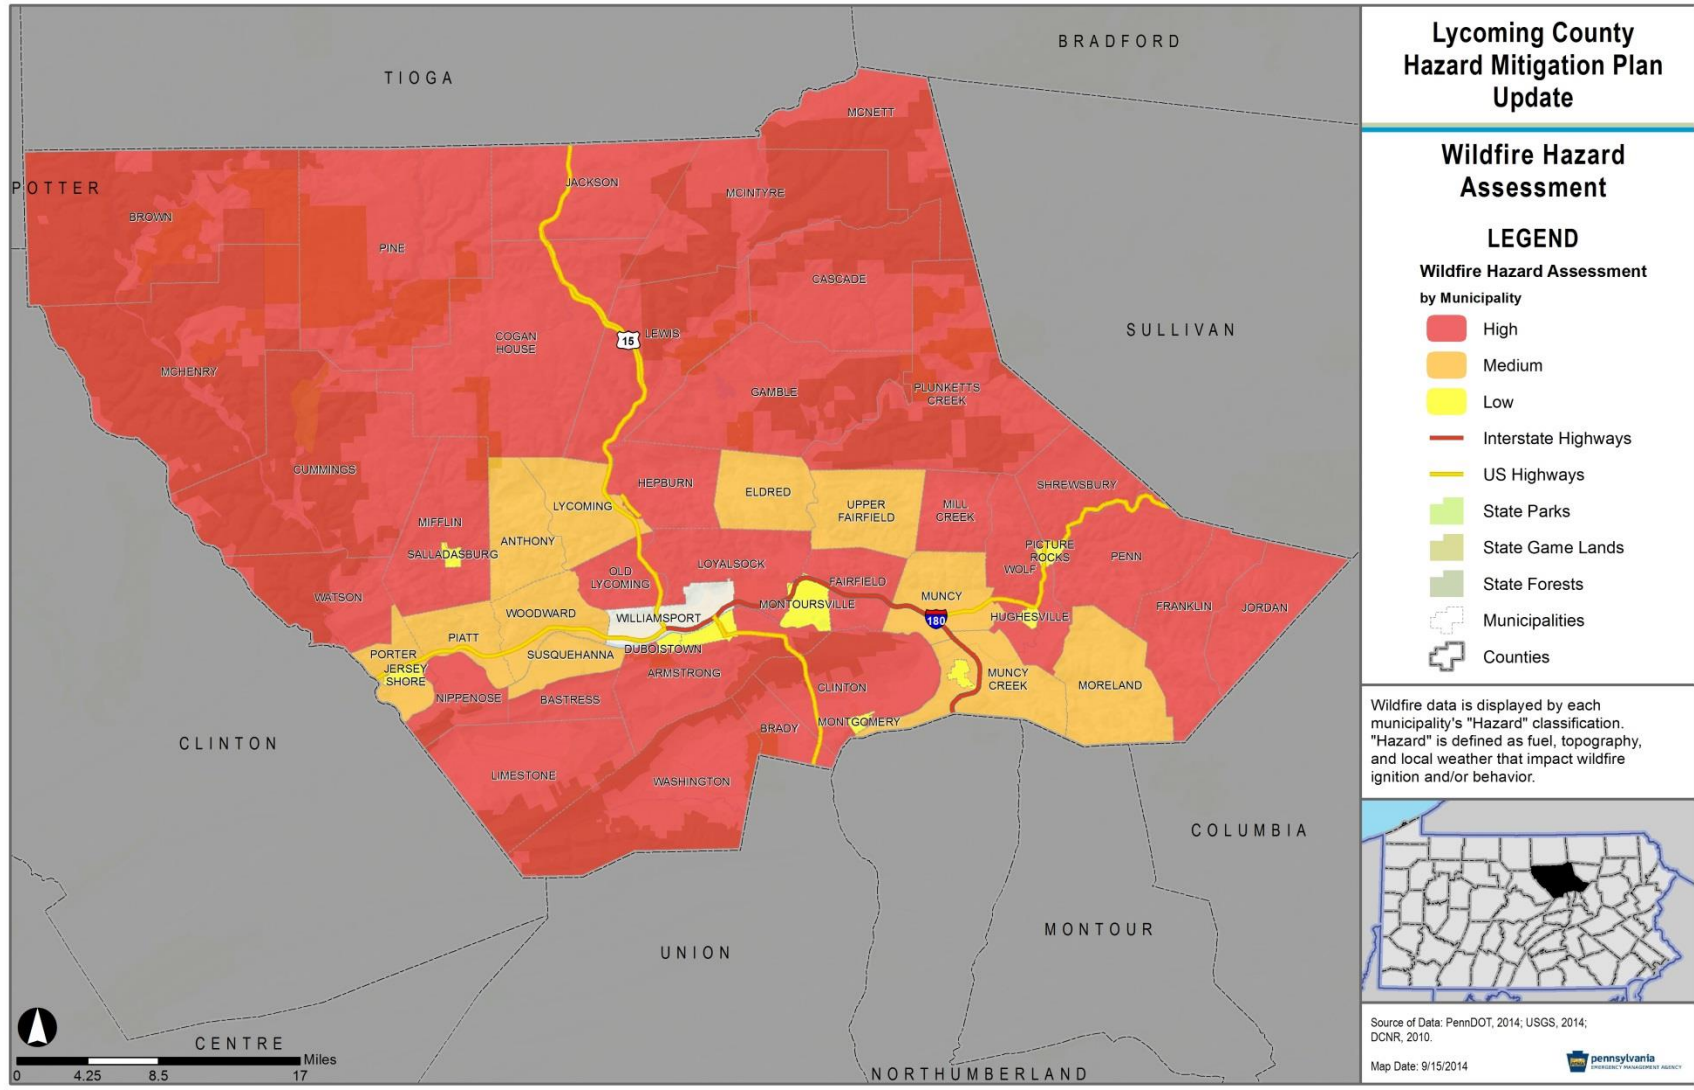 Lycoming County
Hazard Mitigation Plan
Update
Wildfire Hazard
Assessment
LEGEND
Wildfire Hazard Assessment
by Municipality
High
Medium
Low
Interstate Highways
US Highways
State Parks
State Game Lands
State Forests
Municipalities
Counties
Wildfire data is displayed by each
municipality's "Hazard" classification.
"Hazard" is defined as fuel, topography,
and local weather that impact wildfire
ignition and/or behavior.
Source of Data: PennDOT, 2014; USGS, 2014;
DCNR, 2010.
Map Date: 9/15/2014
pennsylvania
EMERGENCY MANAGEMENT AGENCY
BRADFORD
TIOGA
MCNETT
POTTER
JACKSON
MCINTYRE
BROWN
PINE
CASCADE
SULLIVAN
COGAN
HOUSE
15
LEWIS
MCHENRY
GAMBLE
PLUNKETTS
CREEK
CUMMINGS
HEPBURN
ELDRED
SHREWSBURY
LYCOMING
UPPER
FAIRFIELD
MILL
CREEK
MIFFLIN
ANTHONY
SALLADASBURG
PICTURE
ROCKS
PENN
LOYALSOCK
OLD
LYCOMING
WOLF
FAIRFIELD
WATSON
WOODWARD
MONTOURSVILLE
MUNCY
FRANKLIN
JORDAN
WILLIAMSPORT
180
HUGHESVILLE
PIATT
PORTER
SUSQUEHANNA
DUBOISTOWN
JERSEY
SHORE
ARMSTRONG
MUNCY
CREEK
MORELAND
NIPPENOSE
BASTRESS
CLINTON
MONTGOMERY
BRADY
CLINTON
LIMESTONE
WASHINGTON
COLUMBIA
MONTOUR
UNION
CENTRE
NORTHUMBERLAND
Miles
0 4.25 8.5 17